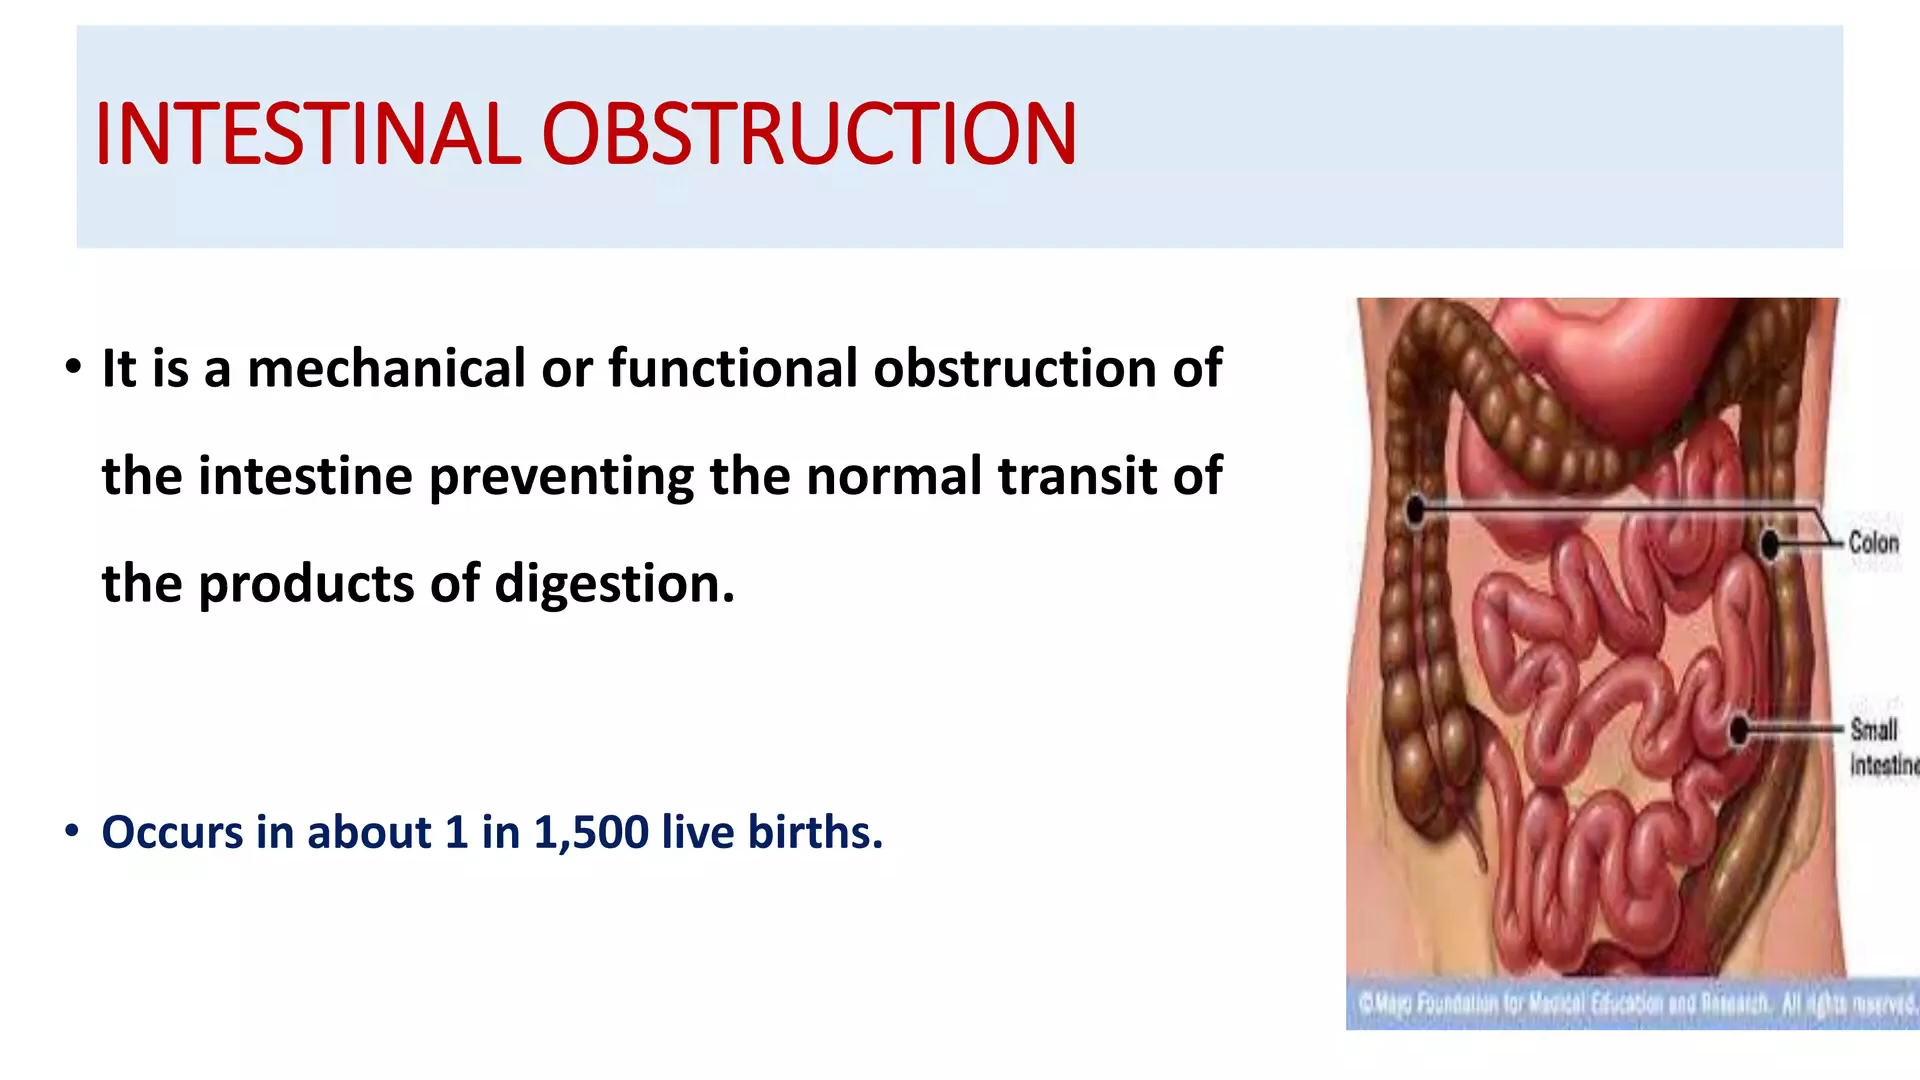 INTESTINAL OBSTRUCTION
• It is a mechanical or functional obstruction of
the intestine preventing the normal transit of
the products of digestion.
• Occurs in about 1 in 1,500 live births.
Colon
Small
intestine
©Mayo Foundation for Medical Education and Research. All rights reserved.